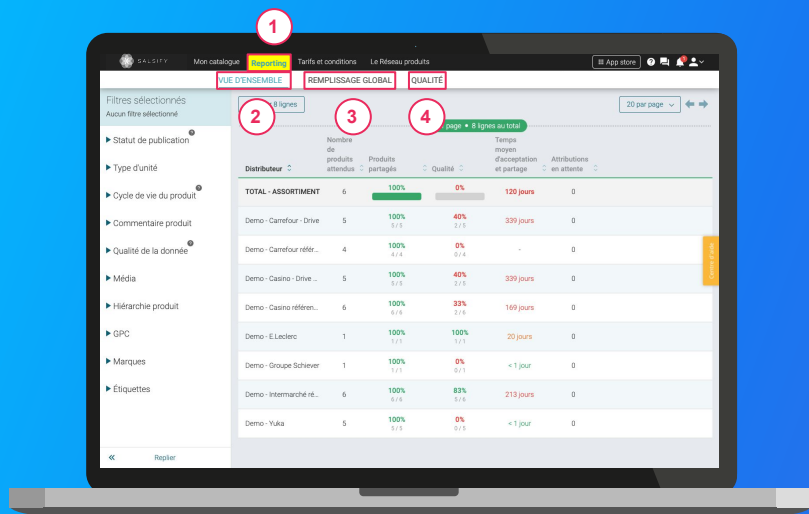 1
SALSIFY Mon catalogue Reporting Tarifs et conditions Le Réseau produits App store
VUE D'ENSEMBLE REMPLISSAGE GLOBAL QUALITÉ
Filtres sélectionnés
Aucun filtre sélectionné
8 lignes
20 par page
2 3 4
page • 8 lignes au total
Statut de publication
Type d'unité
Cycle de vie du produit
Commentaire produit
Qualité de la donnée
Média
Hiérarchie produit
GPC
Marques
Étiquettes
Replier
Distributeur
Nombre de produits attendus
Produits partagés
Qualité
Temps moyen d'acceptation et partage
Attributions en attente
TOTAL - ASSORTIMENT 6 100% 0% 120 jours 0
Demo - Carrefour - Drive 5 100% 40% 339 jours 0
5 / 5 2 / 5
Demo - Carrefour référ... 4 100% 0% - 0
4 / 4 0 / 4
Demo - Casino - Drive ... 5 100% 40% 339 jours 0
5 / 5 2 / 5
Demo - Casino référen... 6 100% 33% 169 jours 0
6 / 6 2 / 6
Demo - E.Leclerc 1 100% 100% 20 jours 0
1 / 1 1 / 1
Demo - Groupe Schiever 1 100% 0% < 1 jour 0
1 / 1 0 / 1
Demo - Intermarché ré... 6 100% 83% 213 jours 0
6 / 6 5 / 6
Demo - Yuka 5 100% 0% < 1 jour 0
5 / 5 0 / 5
Centre d'aide